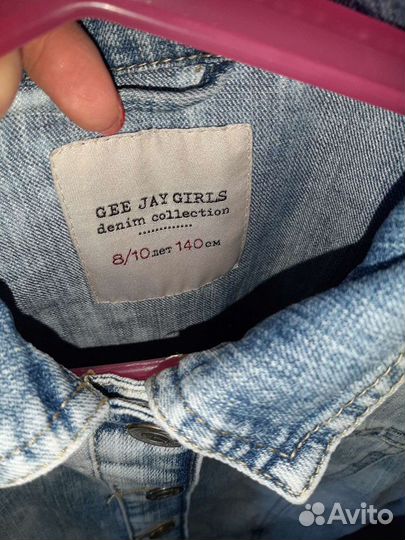 GEE JAY GIRLS
denim collection
8/10 лет 140 см
Avito